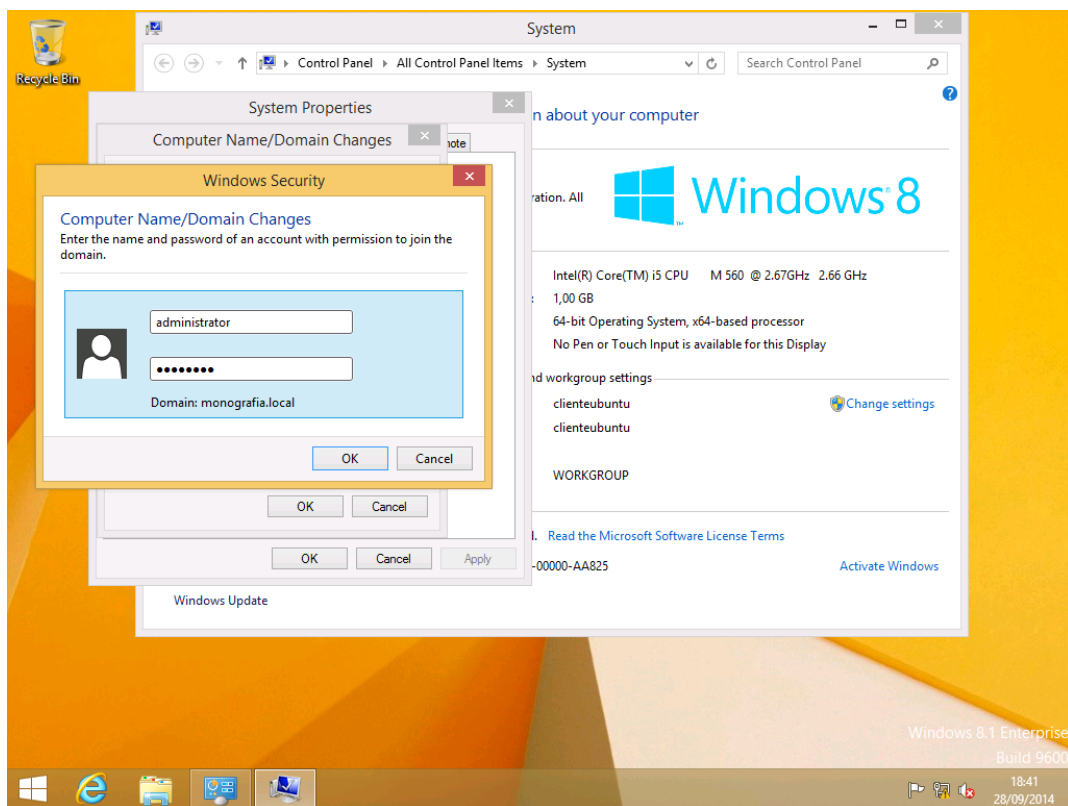 Recycle Bin
System
Control Panel
All Control Panel Items
System
Search Control Panel
n about your computer
System Properties
Computer Name/Domain Changes
note
Windows Security
Computer Name/Domain Changes
Enter the name and password of an account with permission to join the
domain.
administrator
Domain: monografia.local
OK
Cancel
OK
Cancel
OK
Cancel
Apply
ration. All
Windows 8
Intel(R) Core(TM) i5 CPU M 560 @ 2.67GHz 2.66 GHz
: 1,00 GB
64-bit Operating System, x64-based processor
No Pen or Touch Input is available for this Display
nd workgroup settings
clienteubuntu
Change settings
clienteubuntu
WORKGROUP
l. Read the Microsoft Software License Terms
-00000-AA825
Activate Windows
Windows Update
Windows 8.1 Enterprise
Build 9600
18:41
28/09/2014